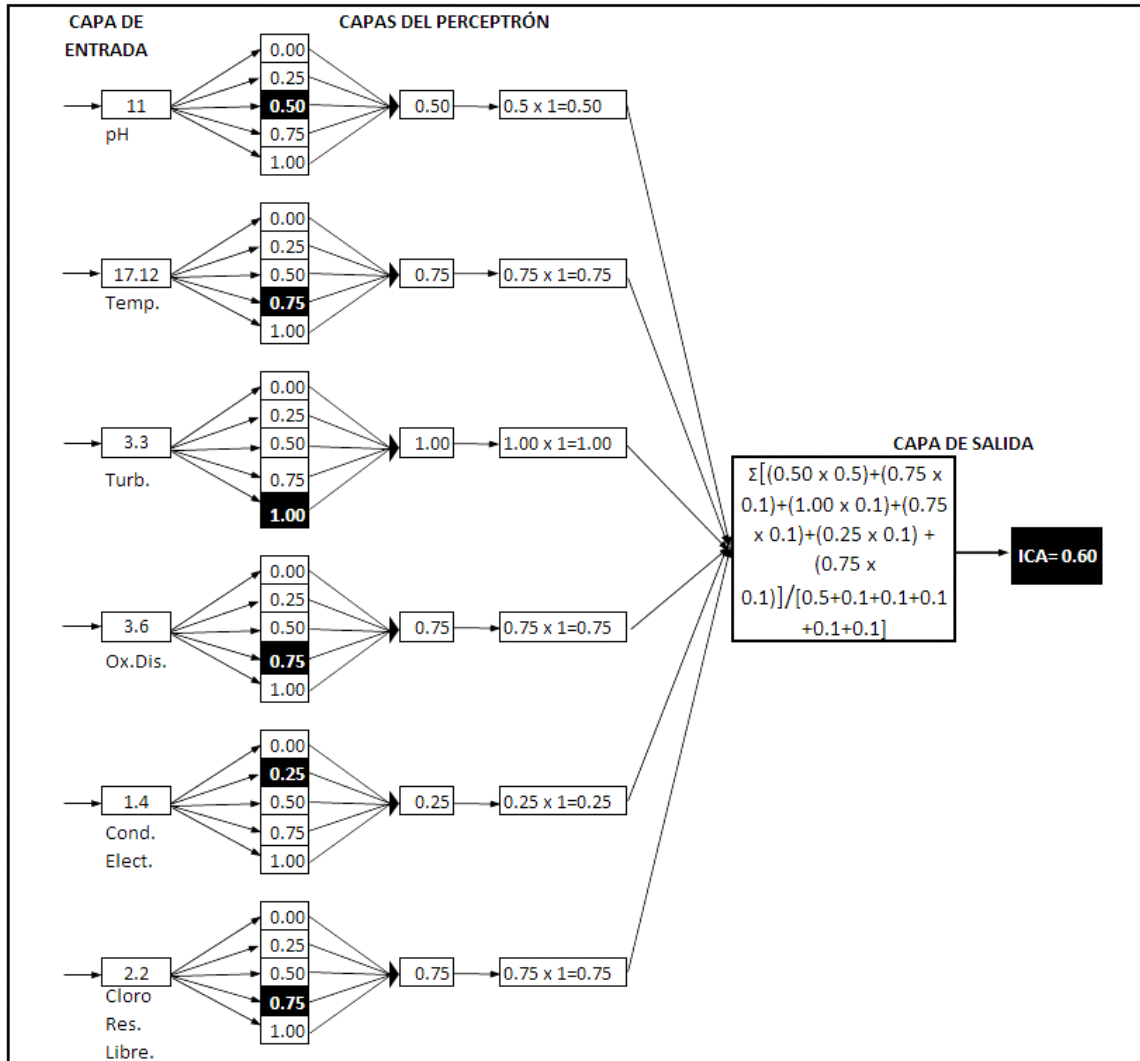 CAPA DE
ENTRADA
CAPAS DEL PERCEPTRÓN
0.00
0.25
0.50
0.75
1.00
11
pH
0.50
0.5 x 1=0.50
0.00
0.25
0.50
0.75
1.00
17.12
Temp.
0.75
0.75 x 1=0.75
0.00
0.25
0.50
0.75
1.00
3.3
Turb.
1.00
1.00 x 1=1.00
0.00
0.25
0.50
0.75
1.00
3.6
Ox.Dis.
0.75
0.75 x 1=0.75
0.00
0.25
0.50
0.75
1.00
1.4
Cond.
Elect.
0.25
0.25 x 1=0.25
0.00
0.25
0.50
0.75
1.00
2.2
Cloro
Res.
Libre.
0.75
0.75 x 1=0.75
CAPA DE SALIDA
Σ[(0.50 x 0.5)+(0.75 x
0.1)+(1.00 x 0.1)+(0.75
x 0.1)+(0.25 x 0.1) +
(0.75 x
0.1)]/[0.5+0.1+0.1+0.1
+0.1+0.1]
ICA= 0.60